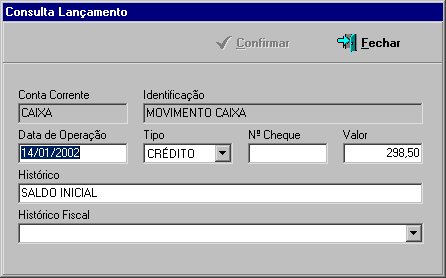 Consulta Lançamento
Confirmar Fechar
Conta Corrente Identificação
CAIXA MOVIMENTO CAIXA
Data de Operação Tipo Nº Cheque Valor
14/01/2002 CRÉDITO 298,50
Histórico
SALDO INICIAL
Histórico Fiscal